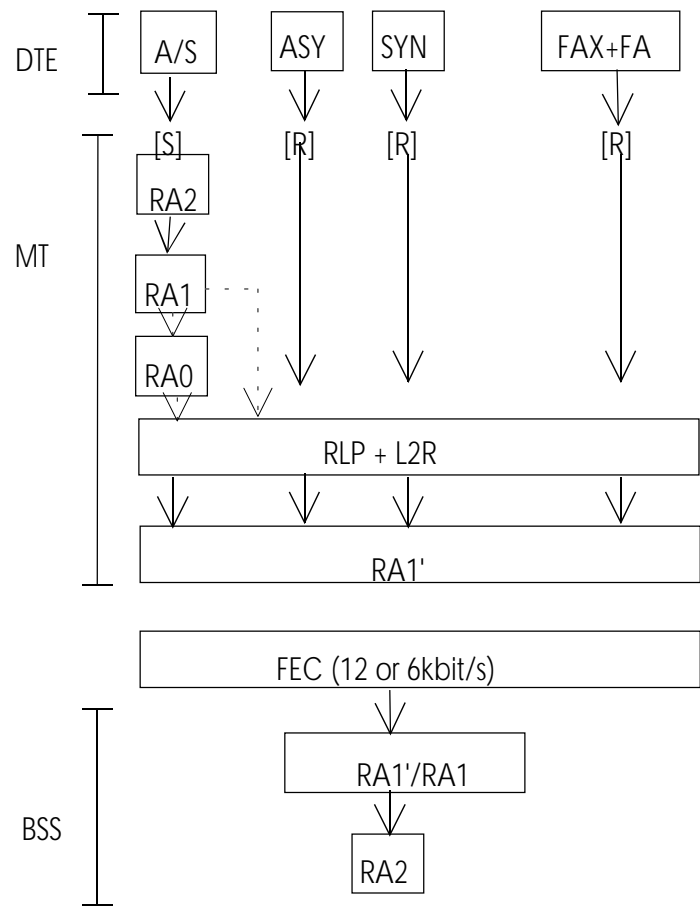 DTE A/S ASY SYN FAX+FA
[S] [R] [R] [R]
RA2
MT
RA1
RA0
RLP + L2R
RA1'
FEC (12 or 6kbit/s)
RA1'/RA1
BSS
RA2